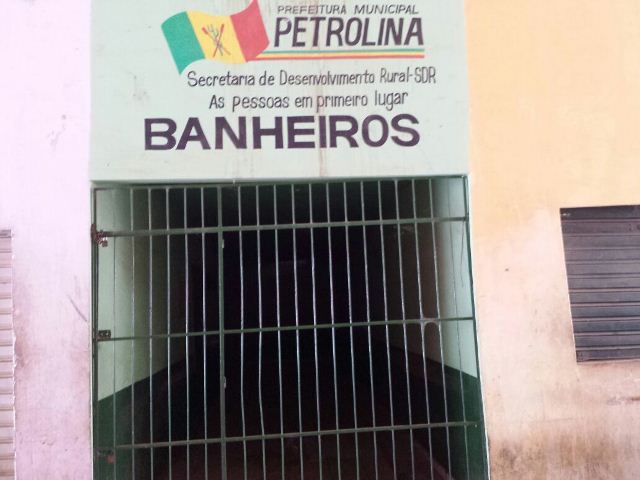 PREFEITURA MUNICIPAL
PETROLINA
Secretaria de Desenvolvimento Rural-SDR
As pessoas em primeiro lugar
BANHEIROS